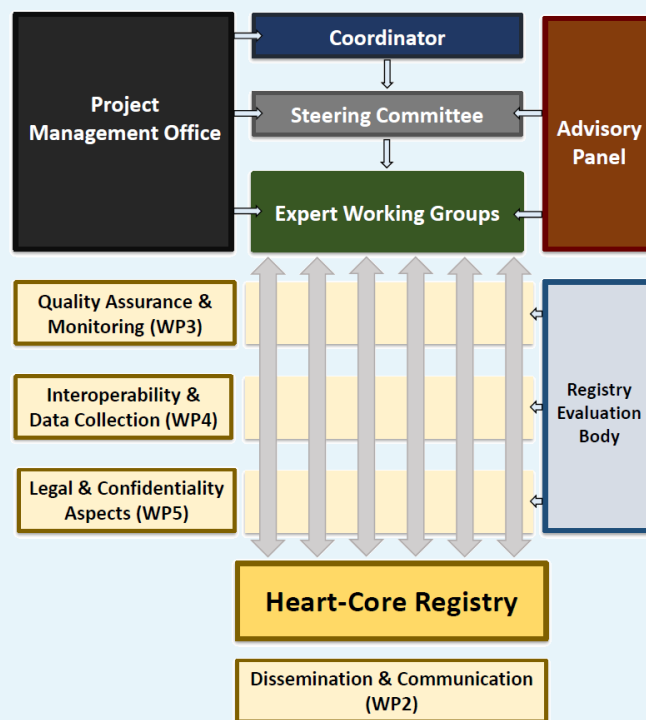 Coordinator
Project
Management Office
Steering Committee
Advisory
Panel
Expert Working Groups
Quality Assurance &
Monitoring (WP3)
Interoperability &
Data Collection (WP4)
Registry
Evaluation
Body
Legal & Confidentiality
Aspects (WP5)
Heart-Core Registry
Dissemination & Communication
(WP2)